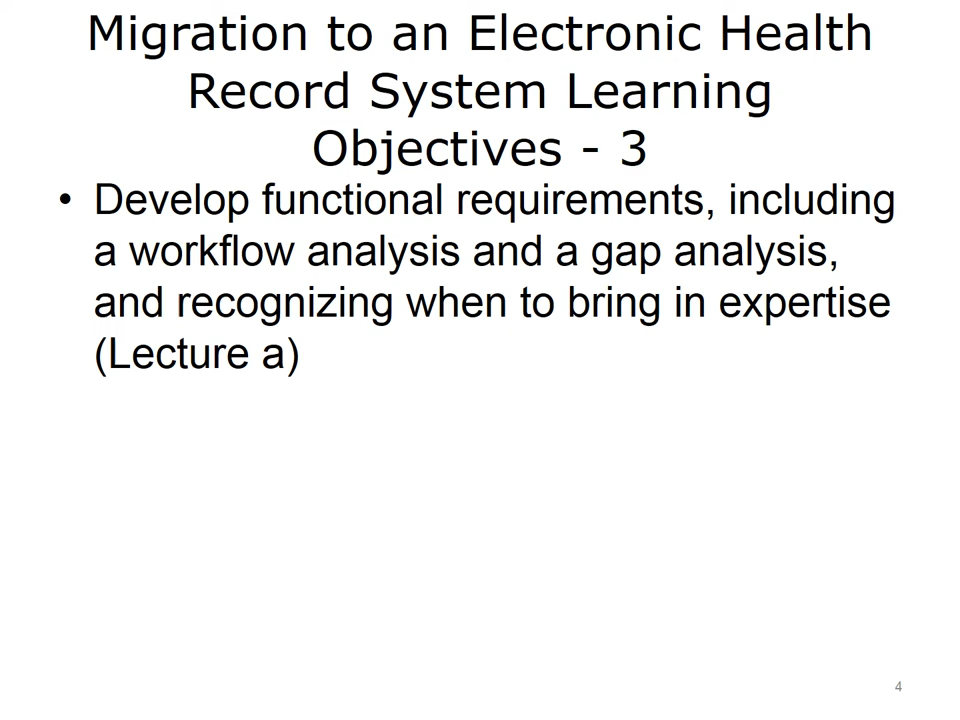 Migration to an Electronic Health
Record System Learning
Objectives - 3
• Develop functional requirements, including
a workflow analysis and a gap analysis,
and recognizing when to bring in expertise
(Lecture a)
4